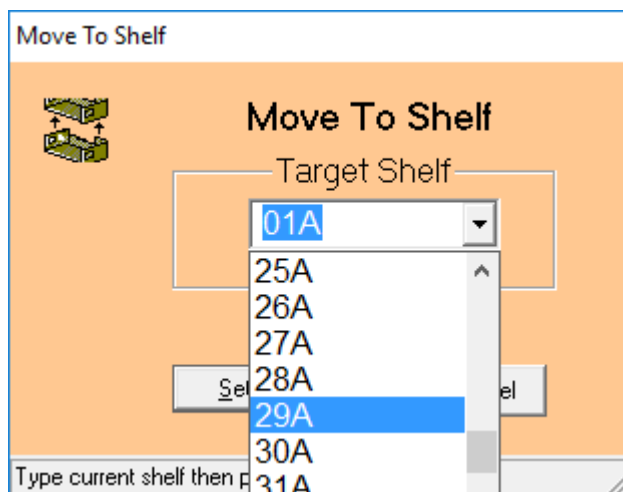 Move To Shelf
Move To Shelf
Target Shelf
01A
25A
26A
27A
28A
29A
30A
31A
Type current shelf then